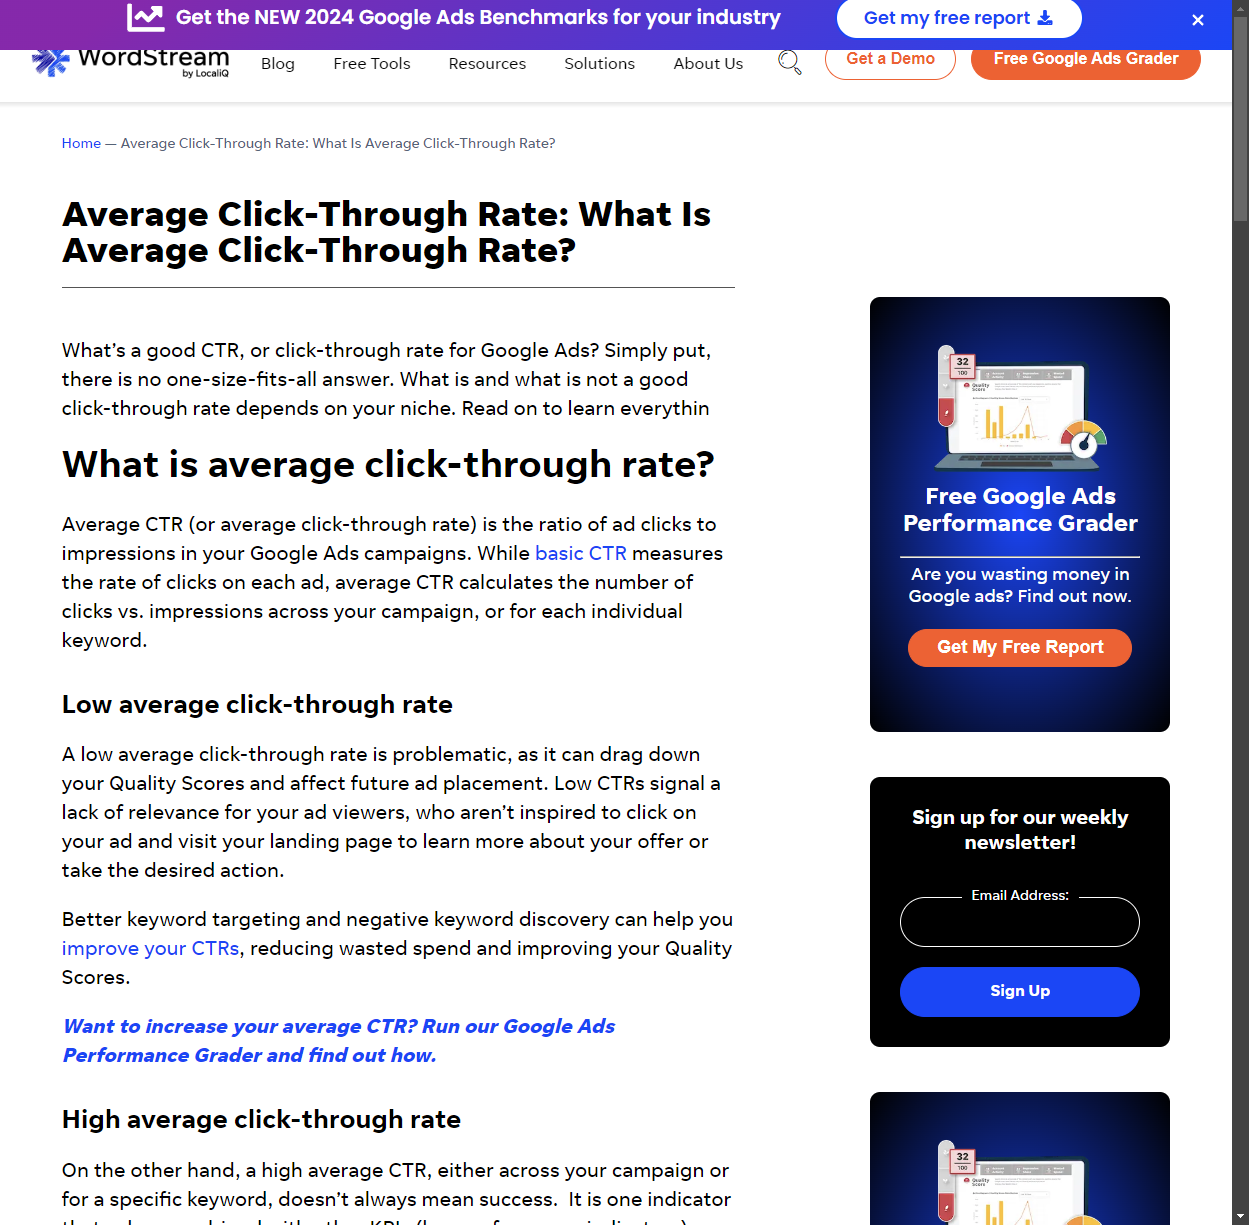 Get the NEW 2024 Google Ads Benchmarks for your industry
Get my free report
WordStream
by LocaliQ
Blog
Free Tools
Resources
Solutions
About Us
Get a Demo
Free Google Ads Grader
Home — Average Click-Through Rate: What Is Average Click-Through Rate?
Average Click-Through Rate: What Is
Average Click-Through Rate?
What’s a good CTR, or click-through rate for Google Ads? Simply put,
there is no one-size-fits-all answer. What is and what is not a good
click-through rate depends on your niche. Read on to learn everythin
What is average click-through rate?
Average CTR (or average click-through rate) is the ratio of ad clicks to
impressions in your Google Ads campaigns. While basic CTR measures
the rate of clicks on each ad, average CTR calculates the number of
clicks vs. impressions across your campaign, or for each individual
keyword.
Low average click-through rate
A low average click-through rate is problematic, as it can drag down
your Quality Scores and affect future ad placement. Low CTRs signal a
lack of relevance for your ad viewers, who aren’t inspired to click on
your ad and visit your landing page to learn more about your offer or
take the desired action.
Better keyword targeting and negative keyword discovery can help you
improve your CTRs, reducing wasted spend and improving your Quality
Scores.
Want to increase your average CTR? Run our Google Ads
Performance Grader and find out how.
High average click-through rate
On the other hand, a high average CTR, either across your campaign or
for a specific keyword, doesn’t always mean success. It is one indicator
32
100
Quality
Score
Free Google Ads
Performance Grader
Are you wasting money in
Google ads? Find out now.
Get My Free Report
Sign up for our weekly
newsletter!
Email Address:
Sign Up
32
100
Quality
Score